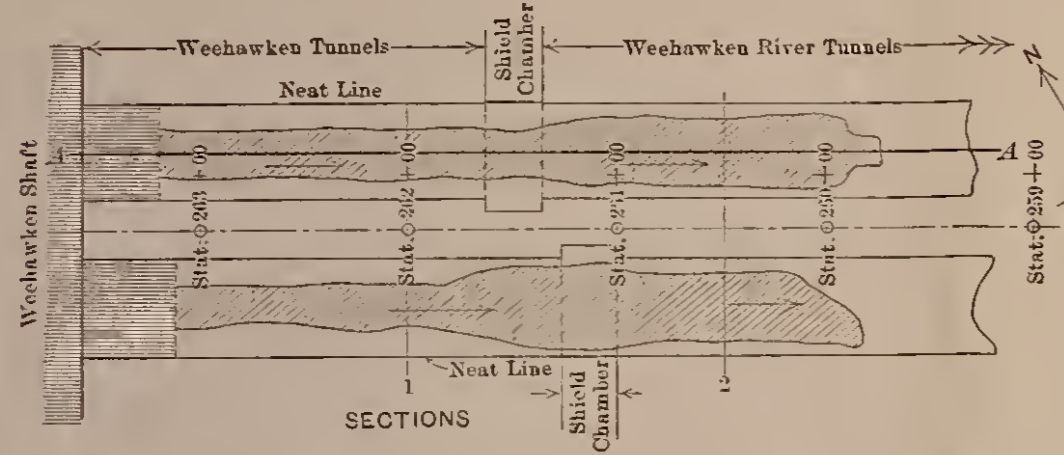 Weehawken Tunnels
Shield
Chamber
Weehawken River Tunnels
N
Neat Line
Weehawken Shaft
A
A
Stat. 263+00
Stat. 262+00
Stat. 261+00
Stat. 260+00
Stat. 259+00
Neat Line
1
2
SECTIONS
Shield
Chamber